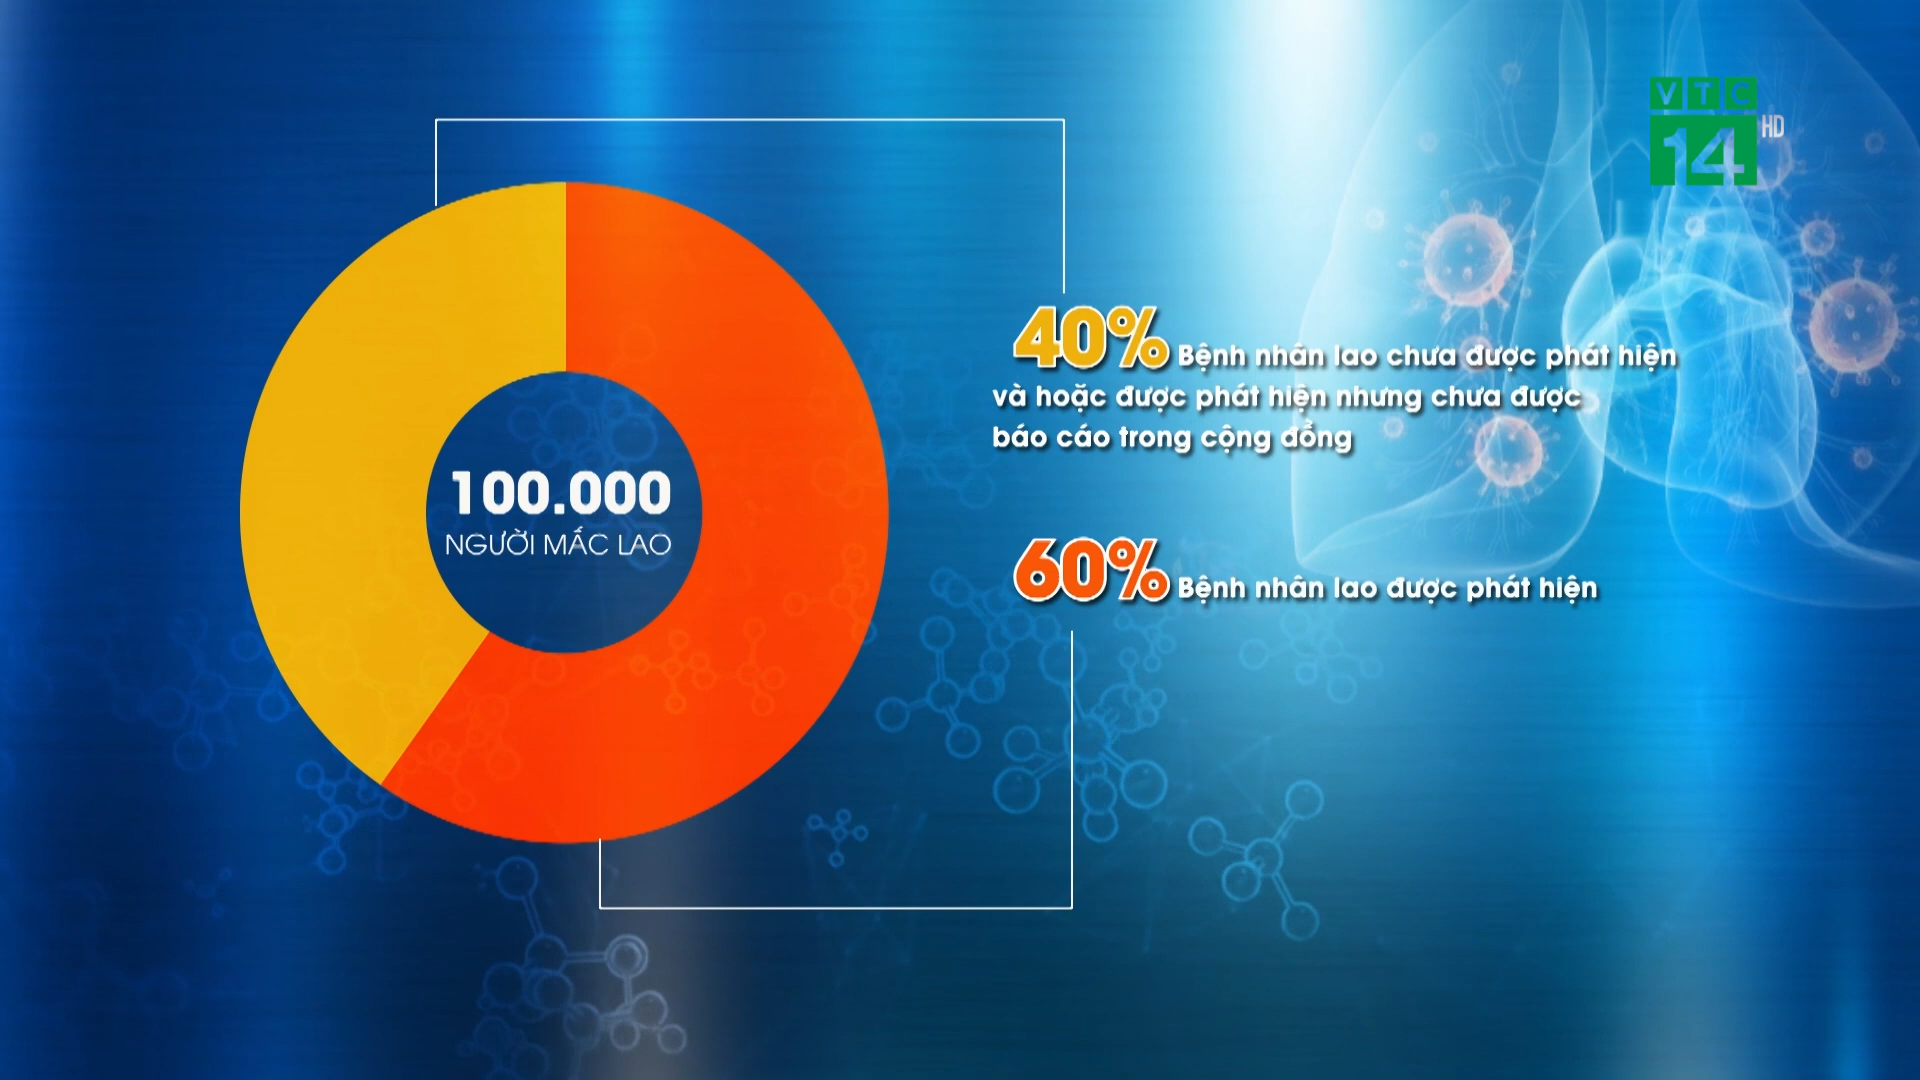 VTC
14 HD
40% Bệnh nhân lao chưa được phát hiện
và hoặc được phát hiện nhưng chưa được
báo cáo trong cộng đồng
100.000
NGƯỜI MẮC LAO
60% Bệnh nhân lao được phát hiện